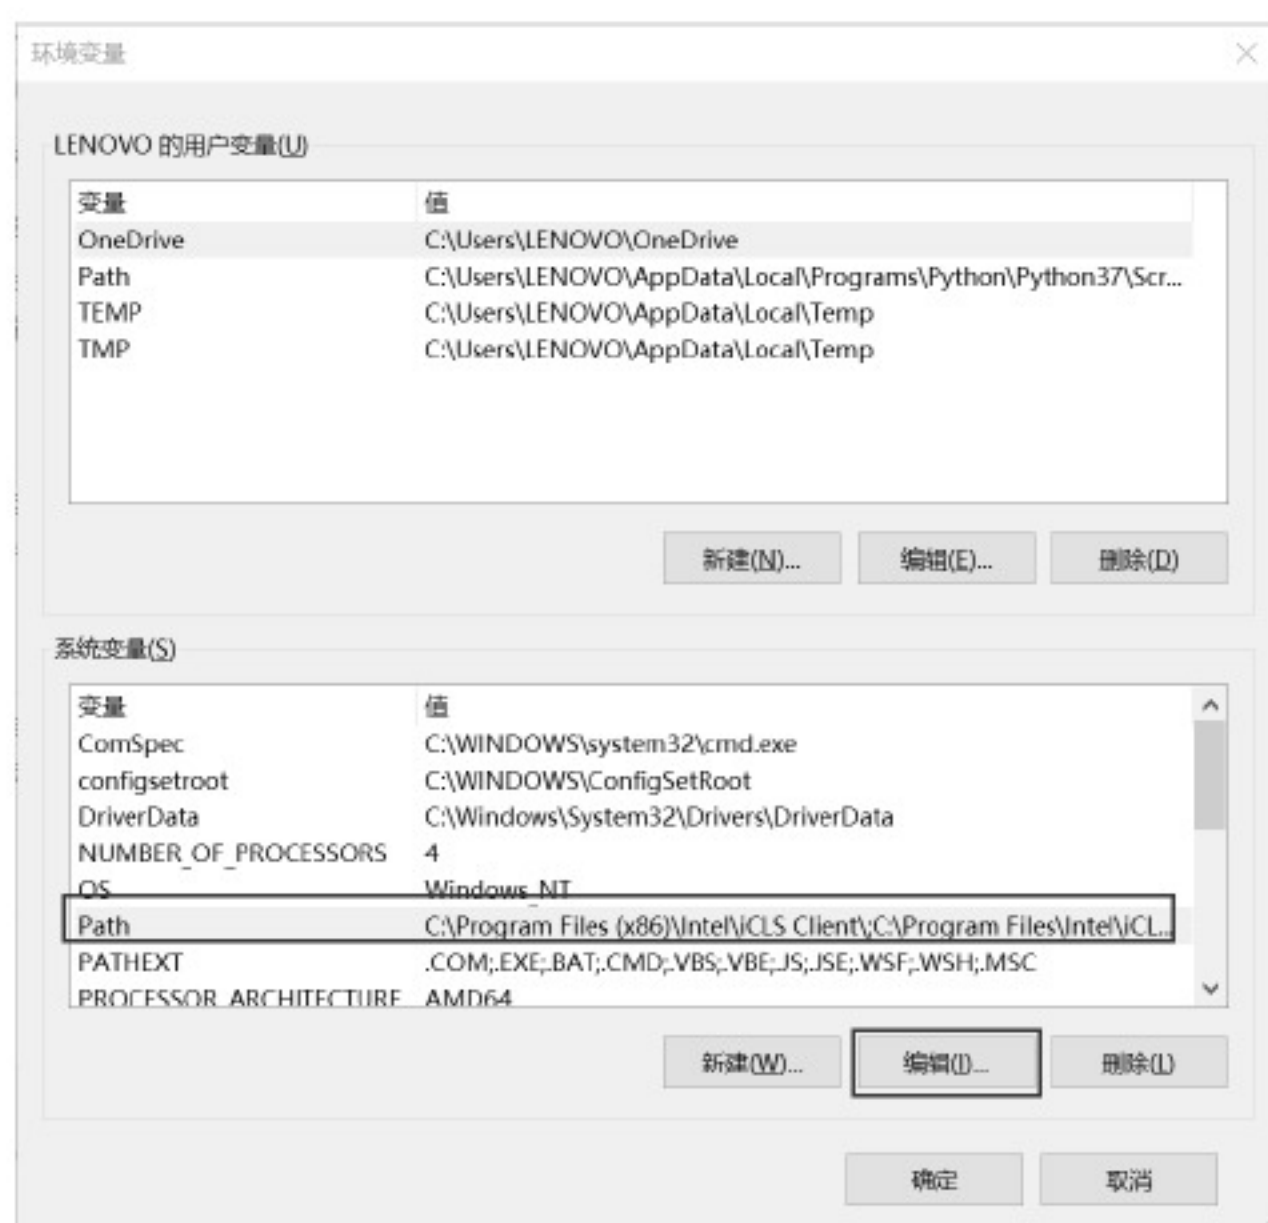 环境变量
LENOVO 的用户变量(U)
变量 值
OneDrive C:\Users\LENOVO\OneDrive
Path C:\Users\LENOVO\AppData\Local\Programs\Python\Python37\Scr...
TEMP C:\Users\LENOVO\AppData\Local\Temp
TMP C:\Users\LENOVO\AppData\Local\Temp
新建(N)... 编辑(E)... 删除(D)
系统变量(S)
变量 值
ComSpec C:\WINDOWS\system32\cmd.exe
configsetroot C:\WINDOWS\ConfigSetRoot
DriverData C:\Windows\System32\Drivers\DriverData
NUMBER_OF_PROCESSORS 4
OS Windows_NT
Path C:\Program Files (x86)\Intel\iCLS Client\;C:\Program Files\Intel\iCL...
PATHEXT .COM;.EXE;.BAT;.CMD;.VBS;.VBE;.JS;.JSE;.WSF;.WSH;.MSC
PROCESSOR_ARCHITECTURE AMD64
新建(W)... 编辑(I)... 删除(L)
确定 取消